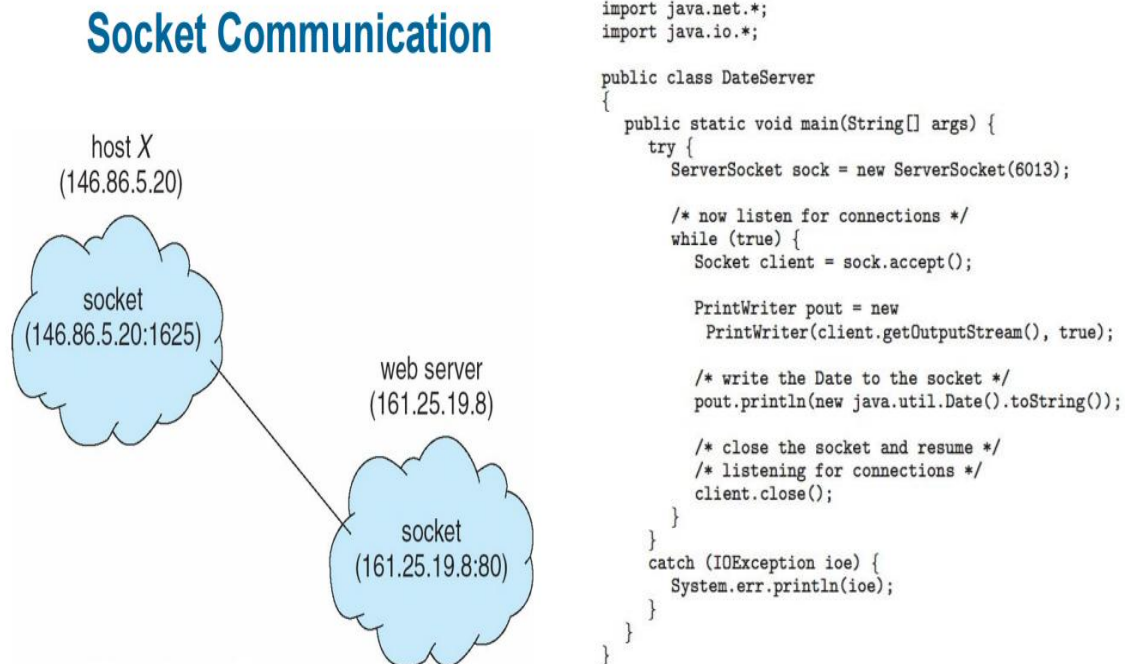 Socket Communication
host X
(146.86.5.20)
socket
(146.86.5.20:1625)
web server
(161.25.19.8)
socket
(161.25.19.8:80)
import java.net.*;
import java.io.*;
public class DateServer
{
public static void main(String[] args) {
try {
ServerSocket sock = new ServerSocket(6013);
/* now listen for connections */
while (true) {
Socket client = sock.accept();
PrintWriter pout = new
PrintWriter(client.getOutputStream(), true);
/* write the Date to the socket */
pout.println(new java.util.Date().toString());
/* close the socket and resume */
/* listening for connections */
client.close();
}
}
catch (IOException ioe) {
System.err.println(ioe);
}
}
}